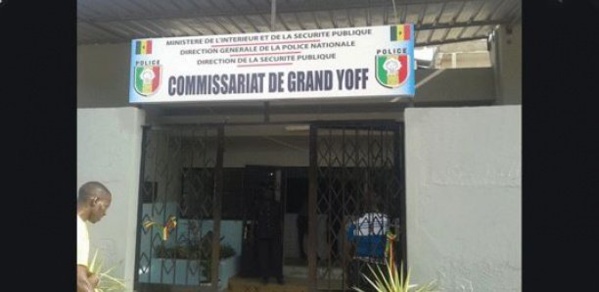 MINISTERE DE L'INTERIEUR ET DE LA SECURITE PUBLIQUE
DIRECTION GENERALE DE LA POLICE NATIONALE
DIRECTION DE LA SECURITE PUBLIQUE
POLICE
POLICE
COMMISSARIAT DE GRAND YOFF